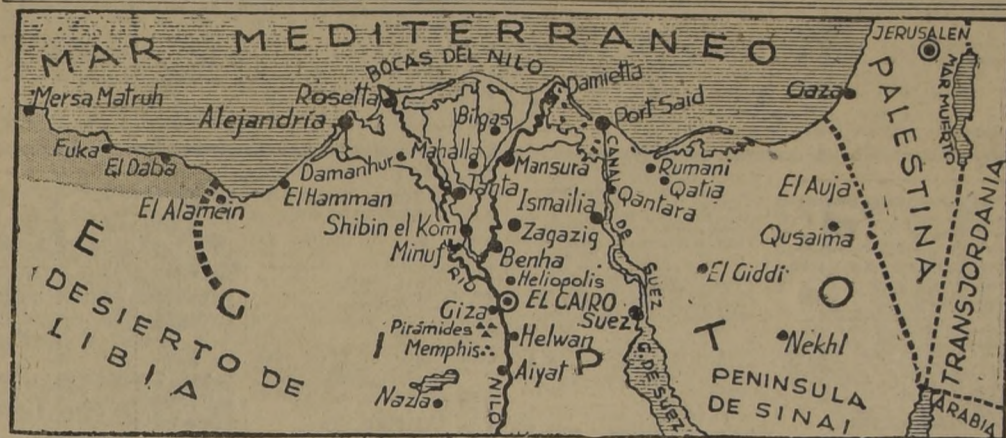 MAR MEDITERRANEO
JERUSALEN
BOCAS DEL NILO
Damietta
Mersa Matruh
Rosetta
Gaza
PALESTINA
MAR MUERTO
Alejandría
Bilgas
Port Said
Fuka
El Daba
Damanhur
Mahalla
Mansura
CANAL DE SUEZ
Rumani
Qatia
El Auja
El Alamein
El Hamman
Tanta
Ismailia
Qantara
Shibin el Kom
Zagazig
Qusaima
Minuf
Benha
RIO NILO
Heliopolis
El Giddi
TRANSJORDANIA
EGIPTO
DESIERTO DE
LIBIA
Giza
EL CAIRO
Suez
Pirámides
Memphis
Helwan
Nekhl
Aiyat
G. DE SUEZ
PENINSULA
DE SINAI
Nazla
ARABIA